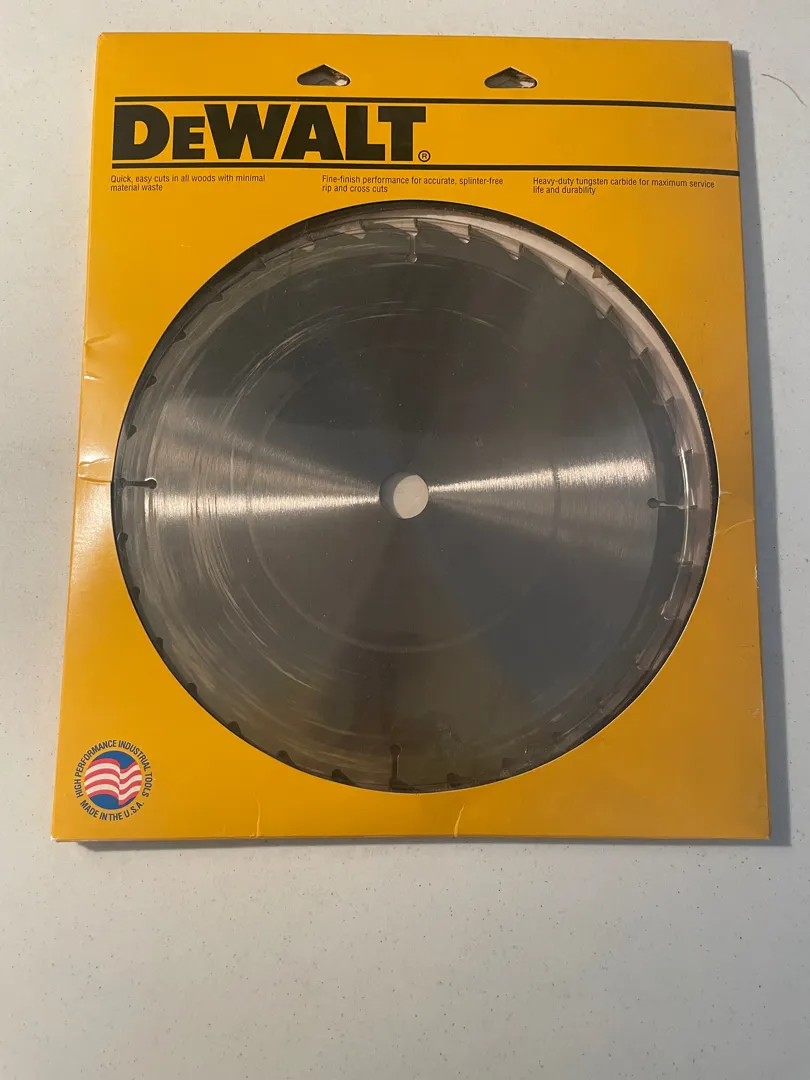 DEWALT®
Quick, easy cuts in all woods with minimal
material waste
Fine-finish performance for accurate, splinter-free
rip and cross cuts
Heavy-duty tungsten carbide for maximum service
life and durability
HIGH PERFORMANCE INDUSTRIAL TOOLS
MADE IN THE U.S.A.